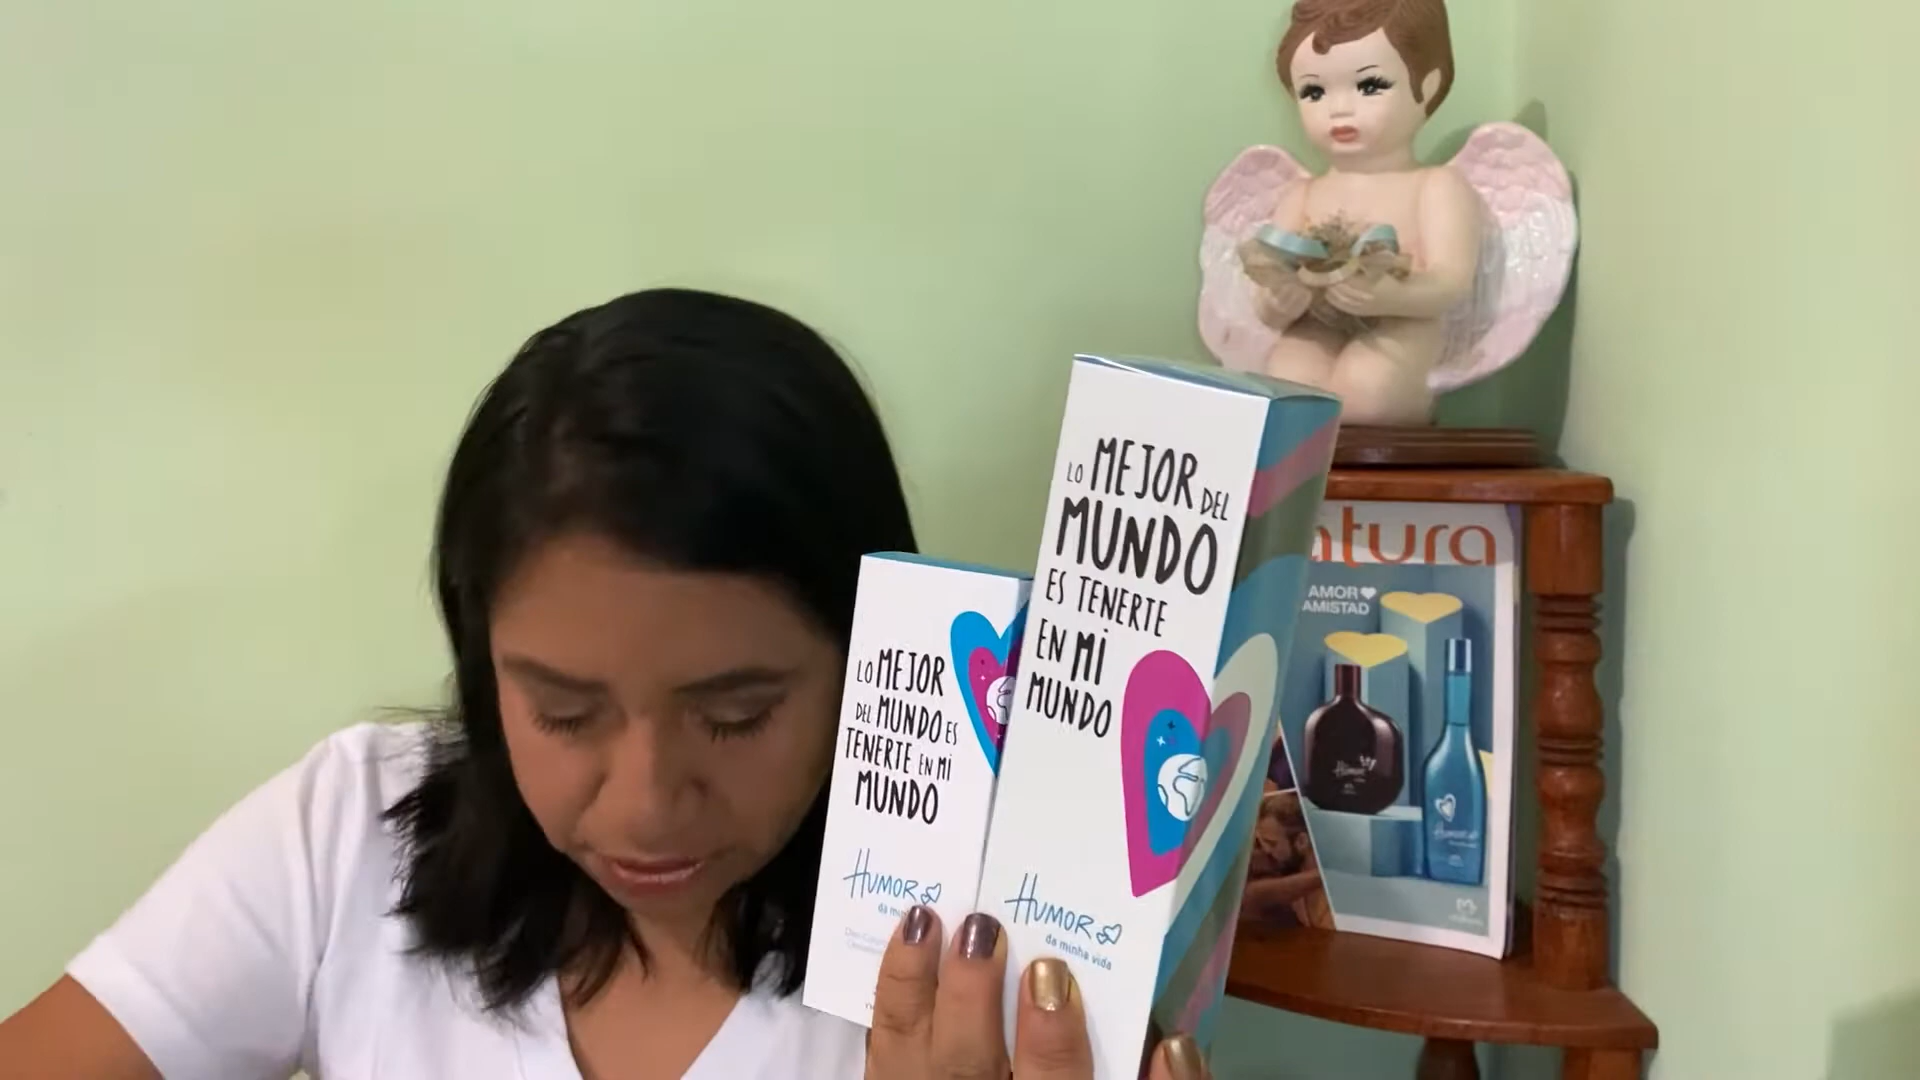 LO MEJOR
DEL MUNDO ES
TENERTE EN Mi
MUNDO
HUMOR
LO MEJOR DEL
MUNDO
ES TENERTE
EN Mi
MUNDO
HUMOR
da minha vida
atura
AMOR
AMISTAD
Humor